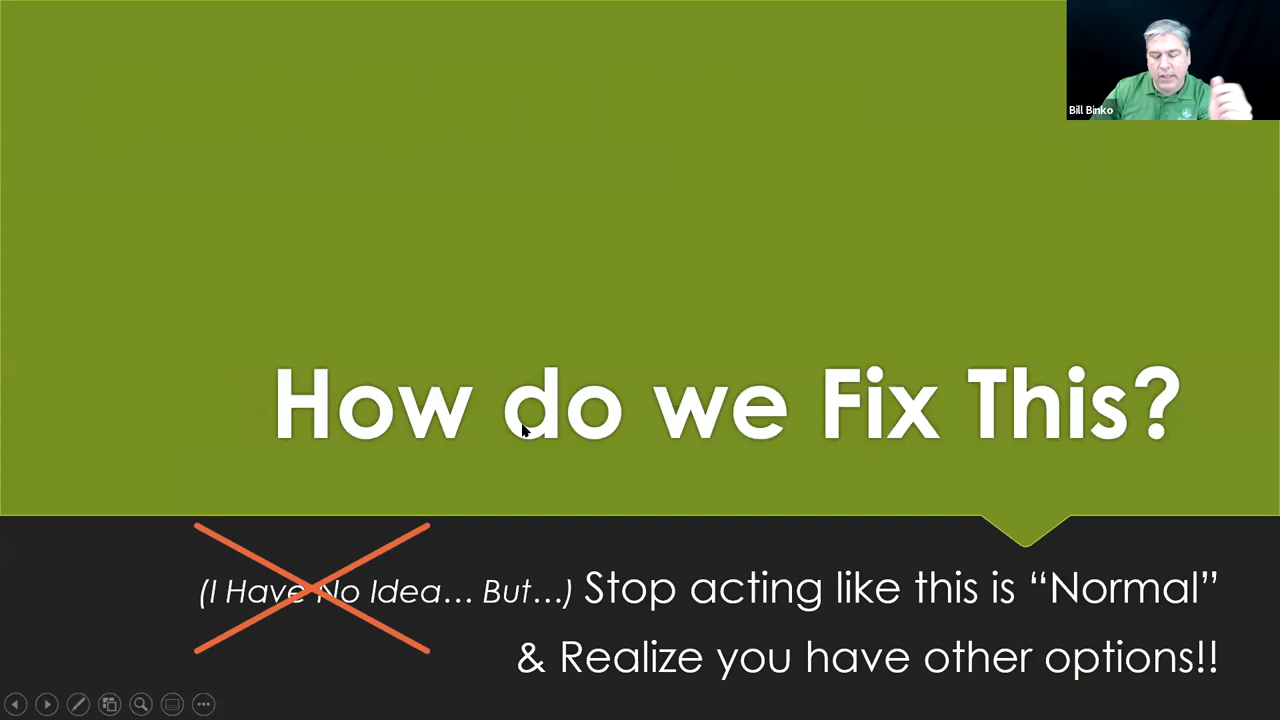 Bill Binko
How do we Fix This?
(I Have No Idea… But…) Stop acting like this is “Normal”
& Realize you have other options!!